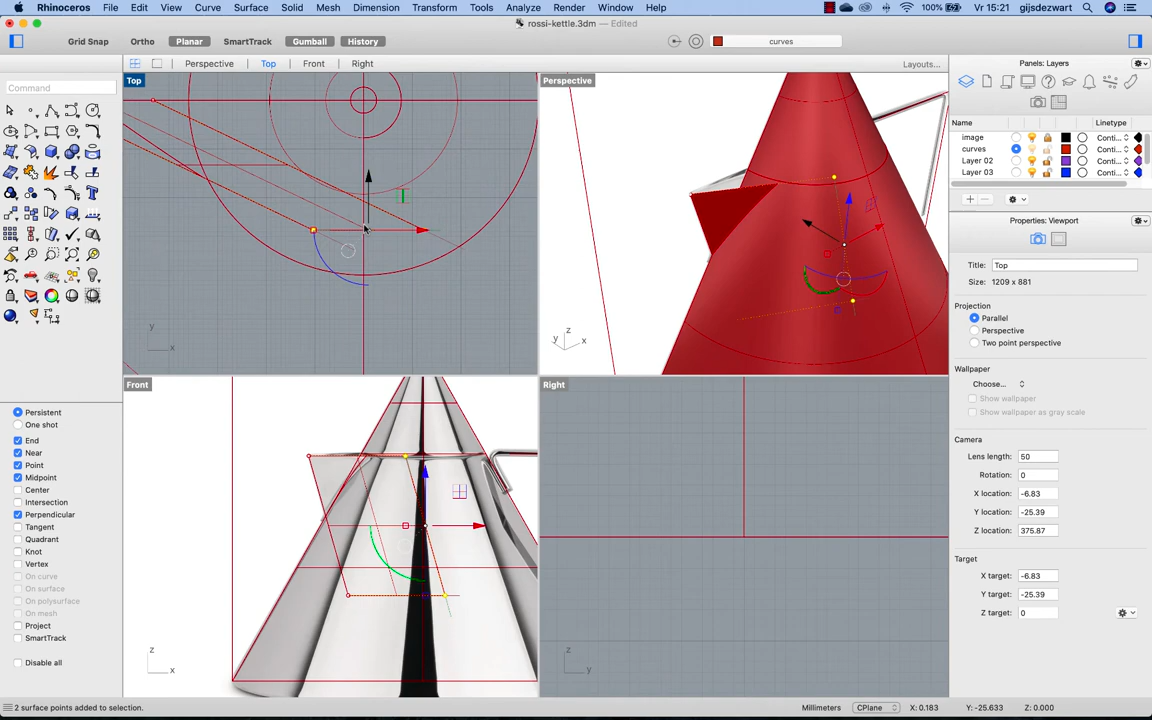 Rhinoceros File Edit View Curve Surface Solid Mesh Dimension Transform Tools Analyze Render Window Help 100% Vr 15:21 gijsdezwart
rossi-kettle.3dm — Edited
Grid Snap Ortho Planar SmartTrack Gumball History curves
Perspective Top Front Right Layouts... Panels: Layers
Command
Top
Perspective
Name Linetype
image Conti...
curves Conti...
Layer 02 Conti...
Layer 03 Conti...
Properties: Viewport
Title: Top
Size: 1209 x 881
Projection
Parallel
Perspective
Two point perspective
Wallpaper
Choose...
Show wallpaper
Show wallpaper as gray scale
Camera
Lens length: 50
Rotation: 0
X location: -6.83
Y location: -25.39
Z location: 375.87
Target
X target: -6.83
Y target: -25.39
Z target: 0
y
x
z
y
x
Front
Right
z
x
z
y
Persistent
One shot
End
Near
Point
Midpoint
Center
Intersection
Perpendicular
Tangent
Quadrant
Knot
Vertex
On curve
On surface
On polysurface
On mesh
Project
SmartTrack
Disable all
2 surface points added to selection. Millimeters CPlane X: 0.183 Y: -25.633 Z: 0.000